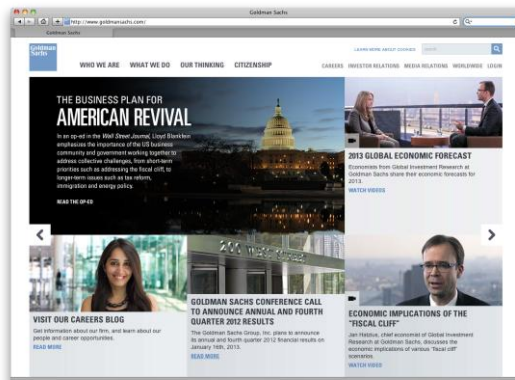 Goldman Sachs
http://www.goldmansachs.com/
Goldman Sachs
Goldman
Sachs
LEARN MORE ABOUT COOKIES
search
WHO WE ARE WHAT WE DO OUR THINKING CITIZENSHIP
CAREERS INVESTOR RELATIONS MEDIA RELATIONS WORLDWIDE LOGIN
THE BUSINESS PLAN FOR
AMERICAN REVIVAL
In an op-ed in the Wall Street Journal, Lloyd Blankfein
emphasizes the importance of the US business
community and government working together to
address collective challenges, from short-term
priorities such as addressing the fiscal cliff, to
longer-term issues such as tax reform,
immigration and energy policy.
READ THE OP-ED
2013 GLOBAL ECONOMIC FORECAST
Economists from Global Investment Research at
Goldman Sachs share their economic forecasts for
2013.
WATCH VIDEOS
VISIT OUR CAREERS BLOG
Get information about our firm, and learn about our
people and career opportunities.
READ MORE
200 WEST STREET
GOLDMAN SACHS CONFERENCE CALL
TO ANNOUNCE ANNUAL AND FOURTH
QUARTER 2012 RESULTS
The Goldman Sachs Group, Inc. plans to announce
its annual and fourth quarter 2012 financial results on
January 16th, 2013.
READ MORE
ECONOMIC IMPLICATIONS OF THE
"FISCAL CLIFF"
Jan Hatzius, chief economist of Global Investment
Research at Goldman Sachs, discusses the
economic implications of various "fiscal cliff"
scenarios.
WATCH VIDEO